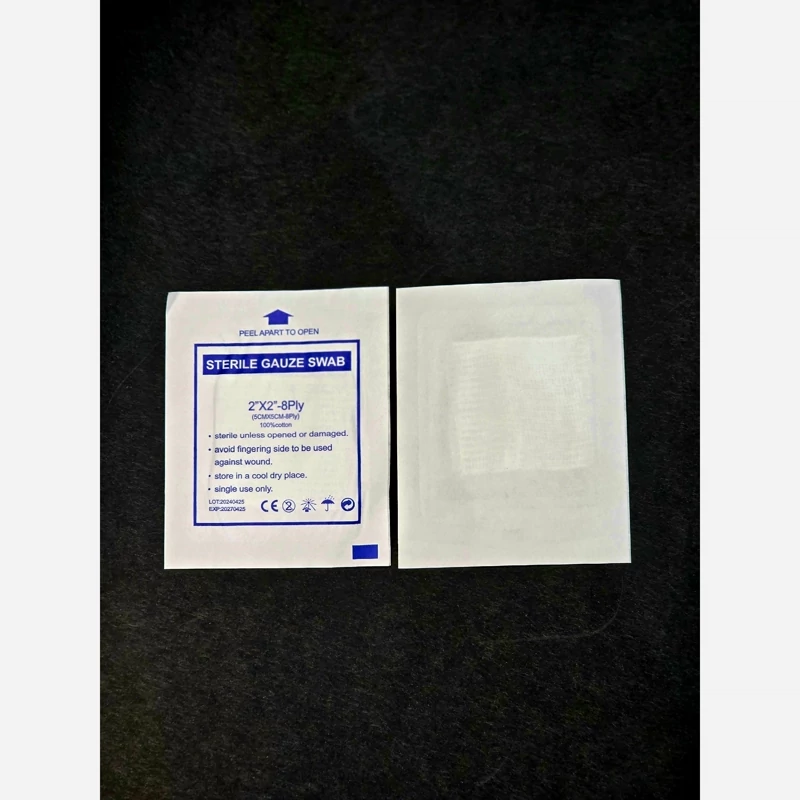 PEEL APART TO OPEN
STERILE GAUZE SWAB
2"X2"-8Ply
(5CMX5CM-8Ply)
100%cotton
• sterile unless opened or damaged.
• avoid fingering side to be used
against wound.
• store in a cool dry place.
• single use only.
LOT:20240425
EXP:20270425
CE 2